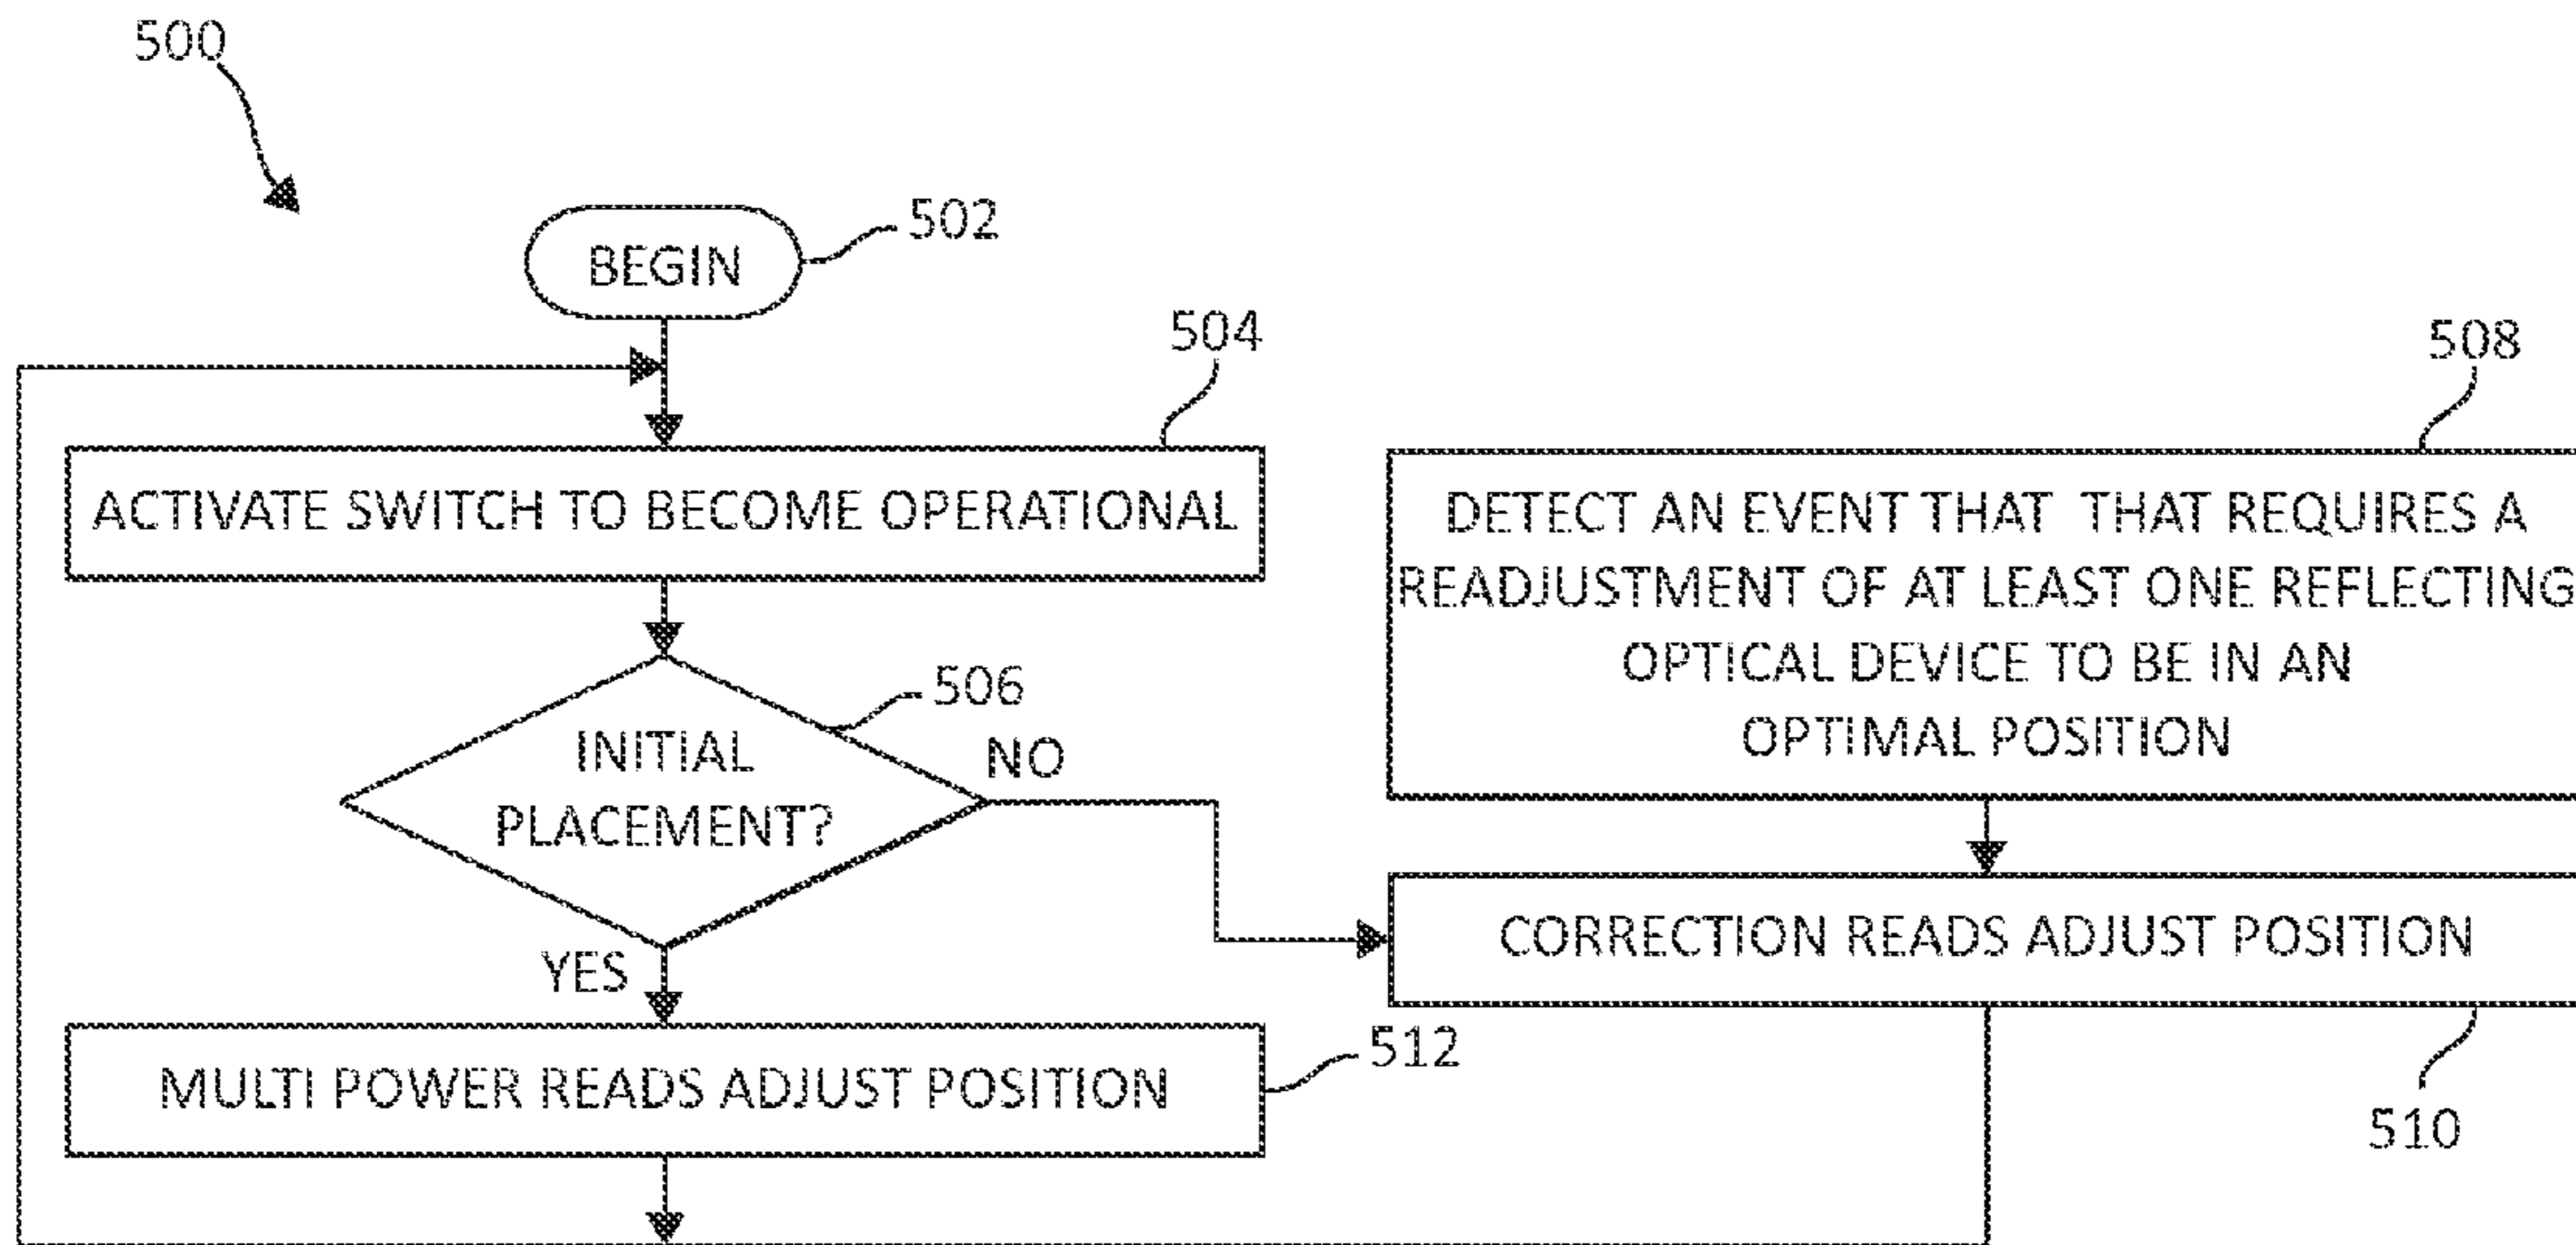 500
BEGIN
502
504
ACTIVATE SWITCH TO BECOME OPERATIONAL
506
INITIAL
PLACEMENT?
NO
YES
508
DETECT AN EVENT THAT THAT REQUIRES A
READJUSTMENT OF AT LEAST ONE REFLECTING
OPTICAL DEVICE TO BE IN AN
OPTIMAL POSITION
CORRECTION READS ADJUST POSITION
510
MULTI POWER READS ADJUST POSITION
512